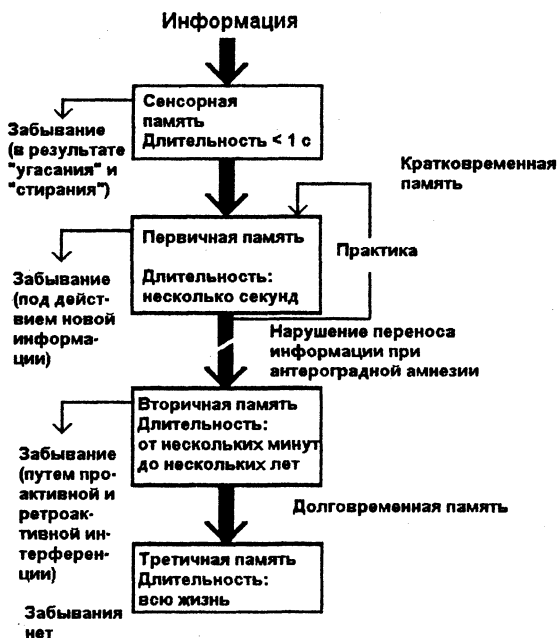 Информация
Сенсорная
память
Длительность < 1 с
Забывание
(в результате
"угасания" и
"стирания")
Кратковременная
память
Первичная память
Длительность:
несколько секунд
Практика
Забывание
(под дейст-
вием новой
информа-
ции)
Нарушение переноса
информации при
антероградной амнезии
Вторичная память
Длительность:
от нескольких минут
до нескольких лет
Забывание
(путем про-
активной и
ретроак-
тивной ин-
терферен-
ции)
Долговременная память
Третичная память
Длительность:
всю жизнь
Забывания
нет